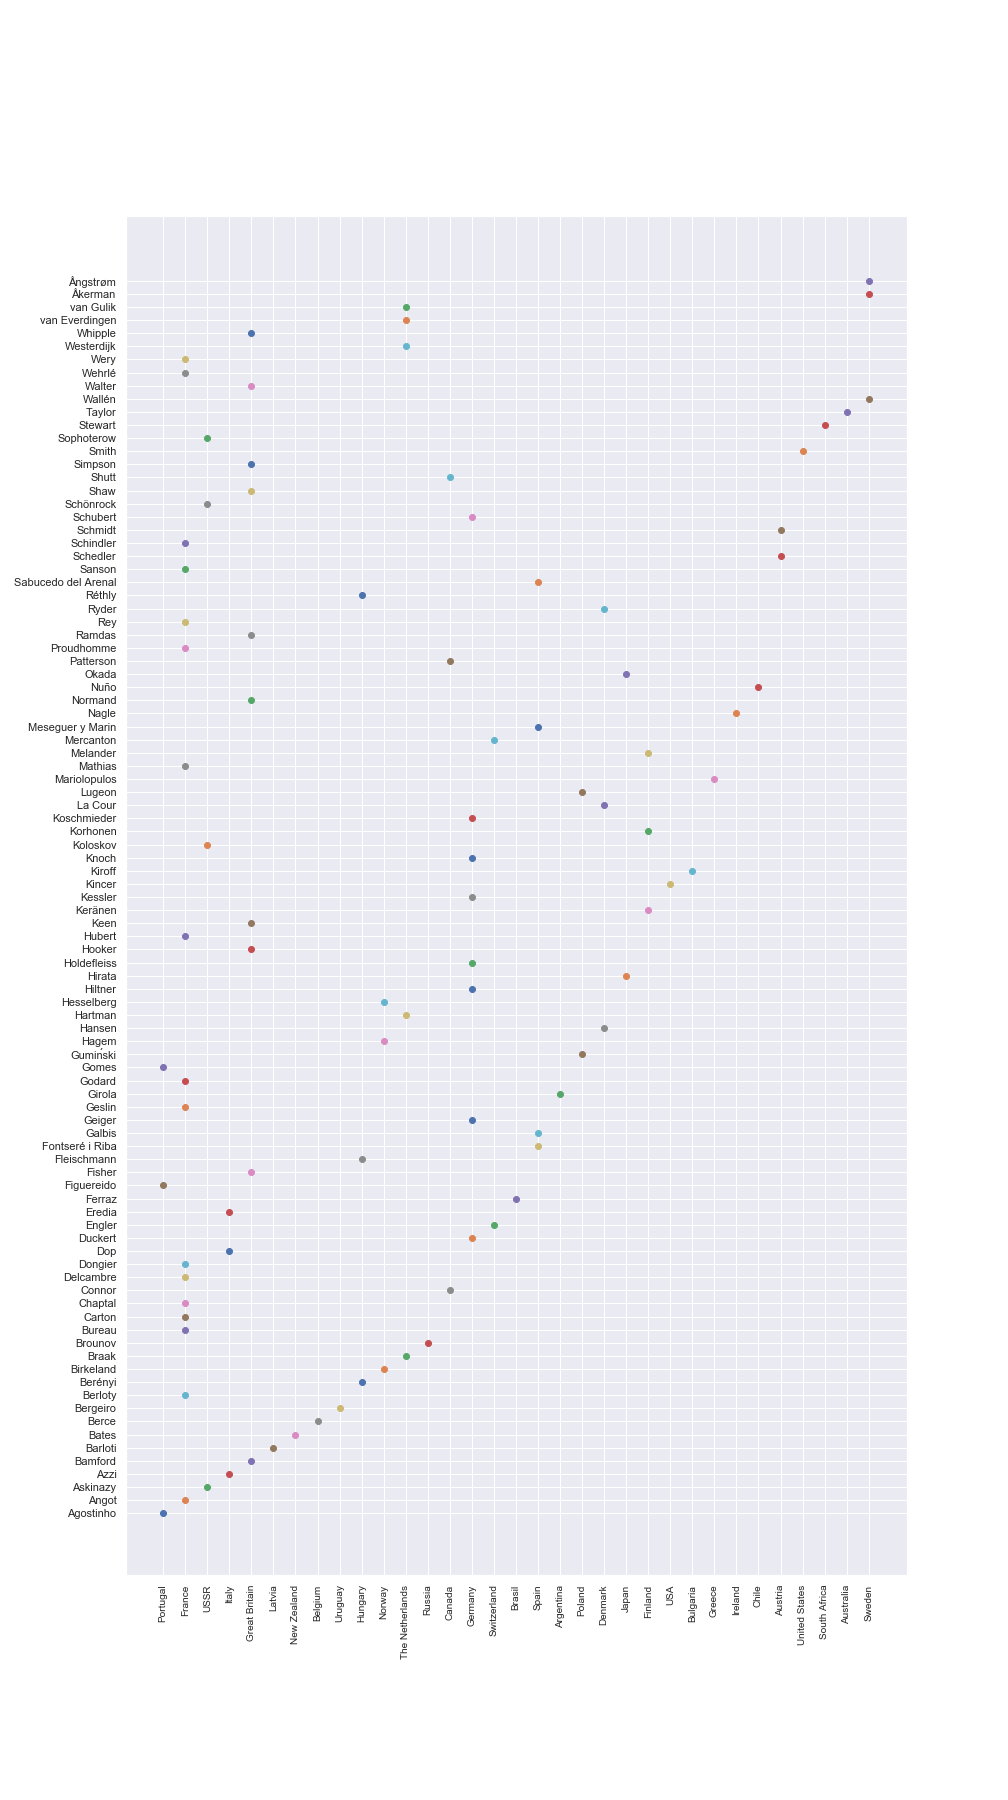 Ångstrøm
Åkerman
van Gulik
van Everdingen
Whipple
Westerdijk
Wery
Wehrlé
Walter
Wallén
Taylor
Stewart
Sophoterow
Smith
Simpson
Shutt
Shaw
Schönrock
Schubert
Schmidt
Schindler
Schedler
Sanson
Sabucedo del Arenal
Réthly
Ryder
Rey
Ramdas
Proudhomme
Patterson
Okada
Nuño
Normand
Nagle
Meseguer y Marin
Mercanton
Melander
Mathias
Mariolopulos
Lugeon
La Cour
Koschmieder
Korhonen
Koloskov
Knoch
Kiroff
Kincer
Kessler
Keränen
Keen
Hubert
Hooker
Holdefleiss
Hirata
Hiltner
Hesselberg
Hartman
Hansen
Hagem
Gumiński
Gomes
Godard
Girola
Geslin
Geiger
Galbis
Fontseré i Riba
Fleischmann
Fisher
Figuereido
Ferraz
Eredia
Engler
Duckert
Dop
Dongier
Delcambre
Connor
Chaptal
Carton
Bureau
Brounov
Braak
Birkeland
Berényi
Berloty
Bergeiro
Berce
Bates
Barloti
Bamford
Azzi
Askinazy
Angot
Agostinho
Portugal
France
USSR
Italy
Great Britain
Latvia
New Zealand
Belgium
Uruguay
Hungary
Norway
The Netherlands
Russia
Canada
Germany
Switzerland
Brasil
Spain
Argentina
Poland
Denmark
Japan
Finland
USA
Bulgaria
Greece
Ireland
Chile
Austria
United States
South Africa
Australia
Sweden